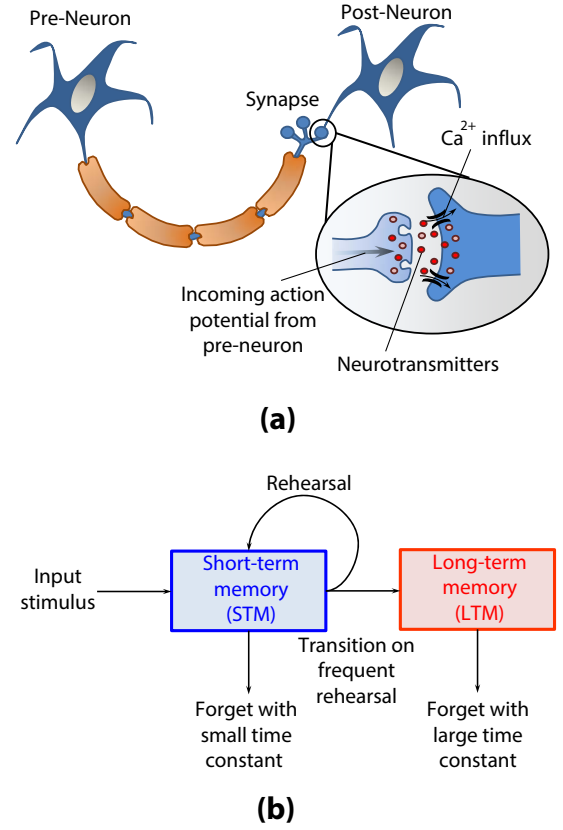 Pre-Neuron
Post-Neuron
Synapse
Ca2+ influx
Incoming action
potential from
pre-neuron
Neurotransmitters
(a)
Rehearsal
Input
stimulus
Short-term
memory
(STM)
Long-term
memory
(LTM)
Transition on
frequent
rehearsal
Forget with
small time
constant
Forget with
large time
constant
(b)